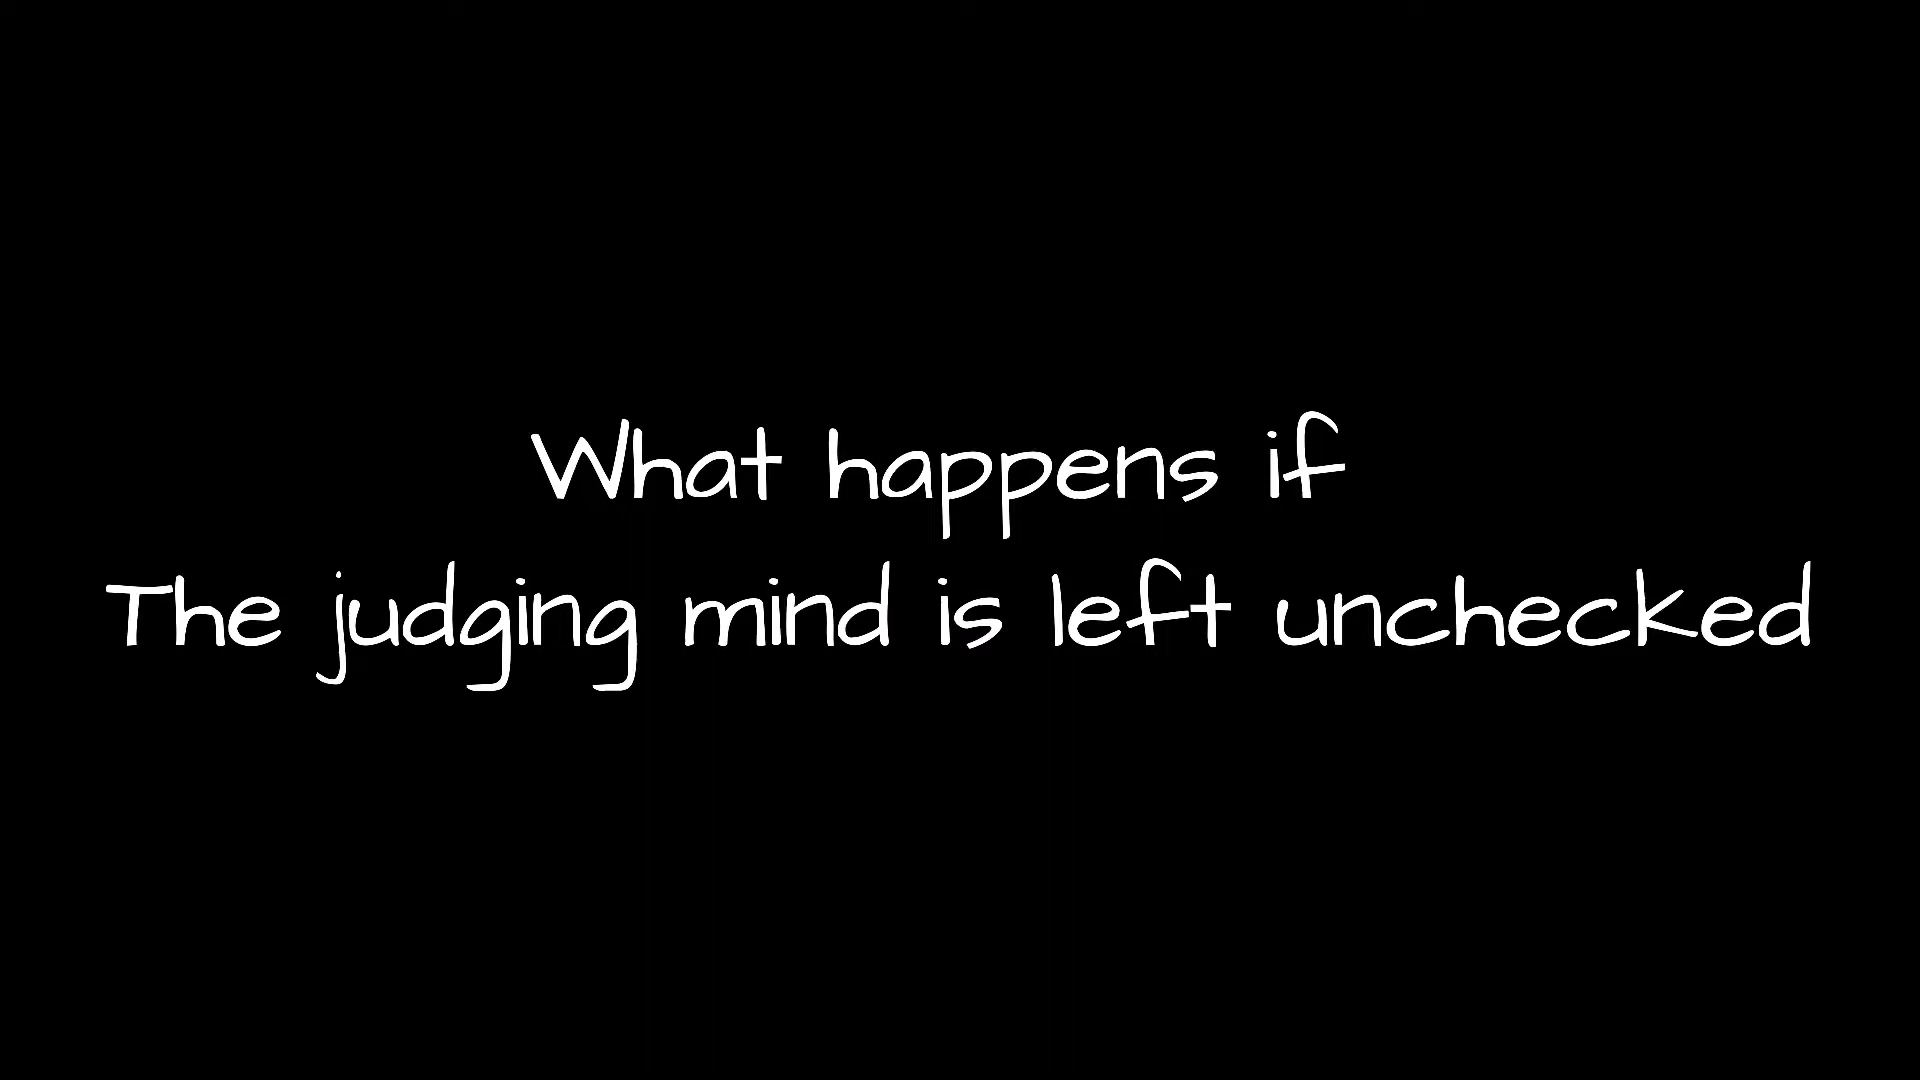 What happens if
The judging mind is left unchecked